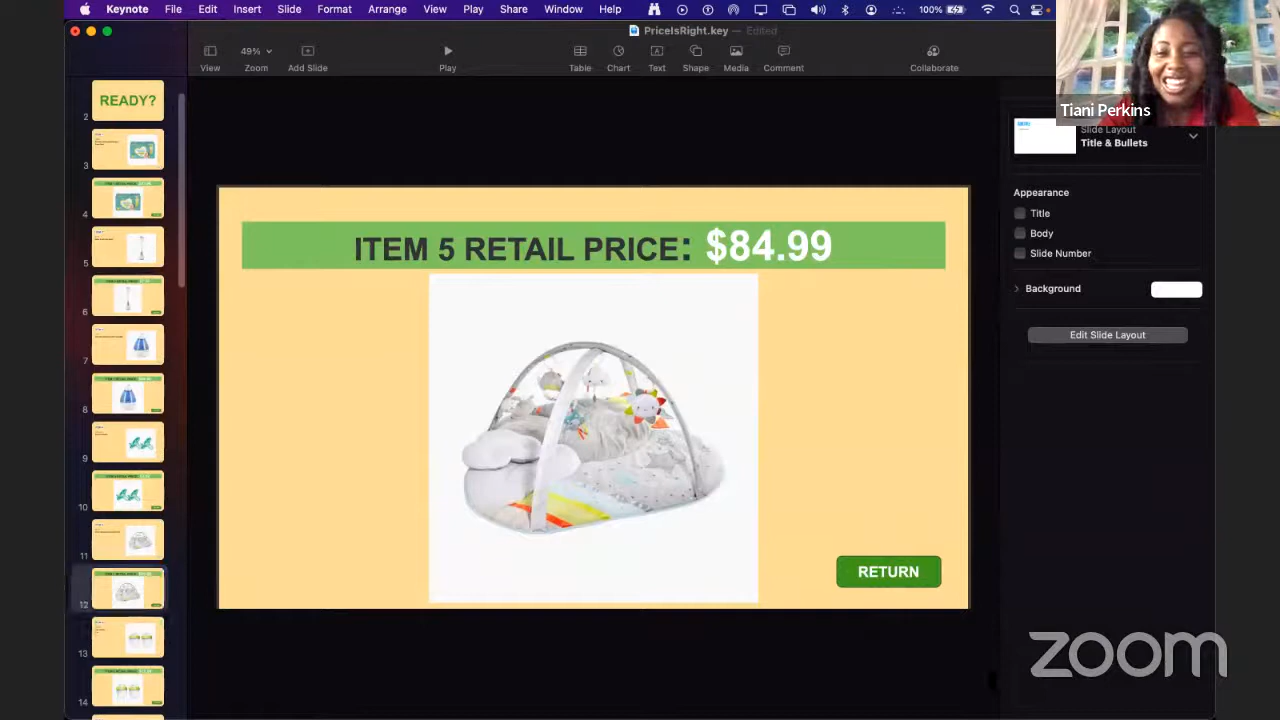 Keynote File Edit Insert Slide Format Arrange View Play Share Window Help 100%
PriceIsRight.key — Edited
49%
View Zoom Add Slide Play Table Chart Text Shape Media Comment Collaborate
Tiani Perkins
READY?
2
3
4
5
6
7
8
9
10
11
12
13
14
ITEM 5 RETAIL PRICE: $84.99
RETURN
Slide Layout
Title & Bullets
Appearance
Title
Body
Slide Number
Background
Edit Slide Layout
zoom